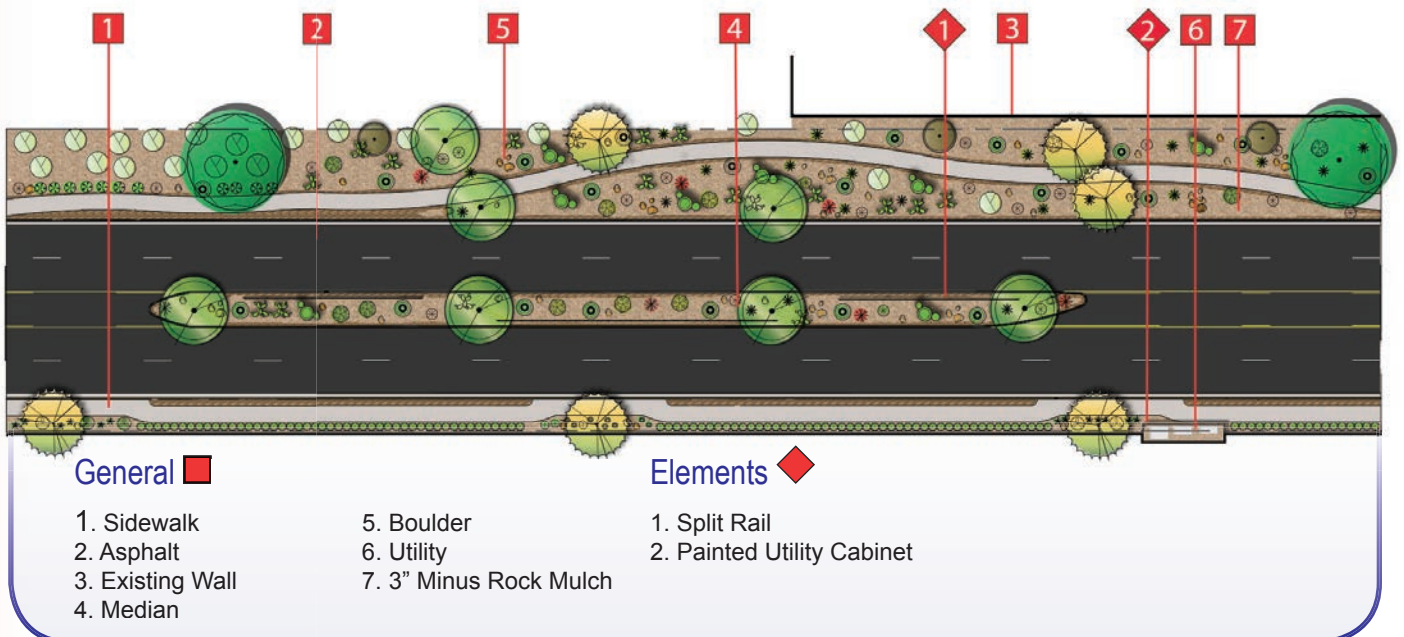 1 2 5 4 1 3 2 6 7
General
Elements
1. Sidewalk
2. Asphalt
3. Existing Wall
4. Median
5. Boulder
6. Utility
7. 3” Minus Rock Mulch
1. Split Rail
2. Painted Utility Cabinet